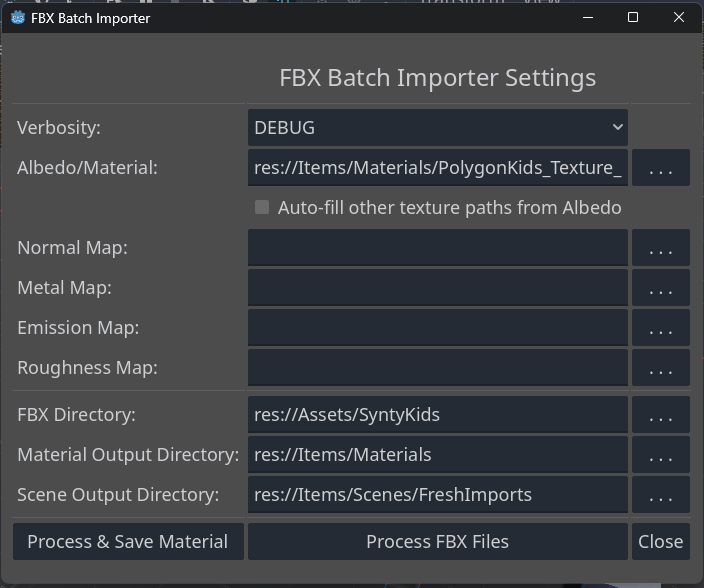 FBX Batch Importer
FBX Batch Importer Settings
Verbosity: DEBUG
Albedo/Material: res://Items/Materials/PolygonKids_Texture_ . . .
Auto-fill other texture paths from Albedo
Normal Map: . . .
Metal Map: . . .
Emission Map: . . .
Roughness Map: . . .
FBX Directory: res://Assets/SyntyKids . . .
Material Output Directory: res://Items/Materials . . .
Scene Output Directory: res://Items/Scenes/FreshImports . . .
Process & Save Material Process FBX Files Close